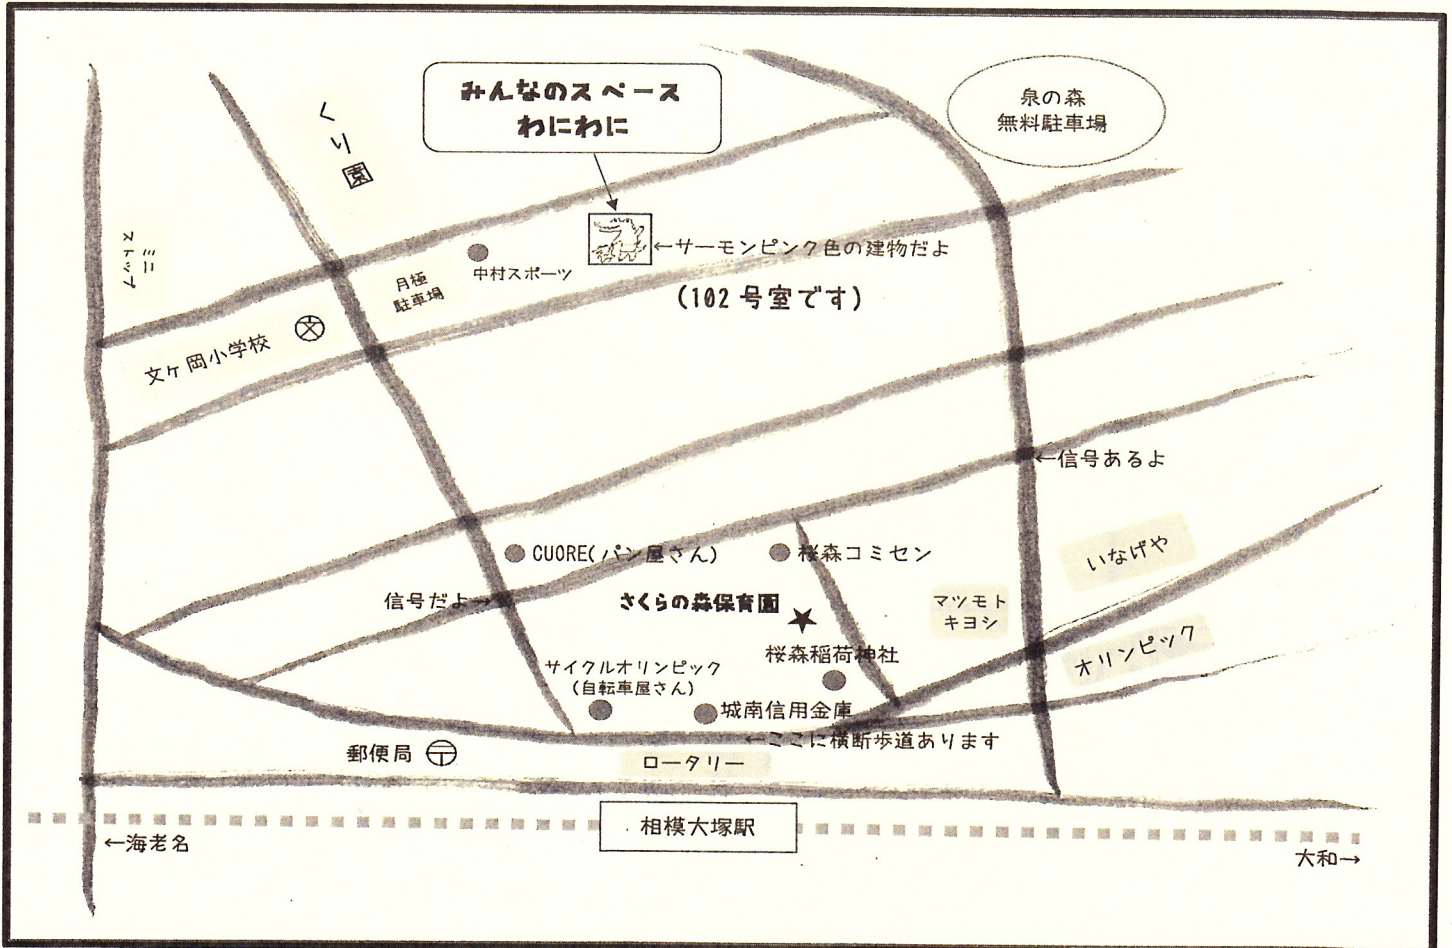 みんなのスペース
わにわに
泉の森
無料駐車場
くり園
ミニ
ストップ
←サーモンピンク色の建物だよ
中村スポーツ
月極
駐車場
(102号室です)
文ヶ岡小学校
文
←信号あるよ
いなげや
CUORE(パン屋さん)
桜森コミセン
信号だよ→
さくらの森保育園
マツモト
キヨシ
オリンピック
桜森稲荷神社
サイクルオリンピック
(自転車屋さん)
城南信用金庫
←ここに横断歩道あります
郵便局
〒
ロータリー
相模大塚駅
←海老名
大和→